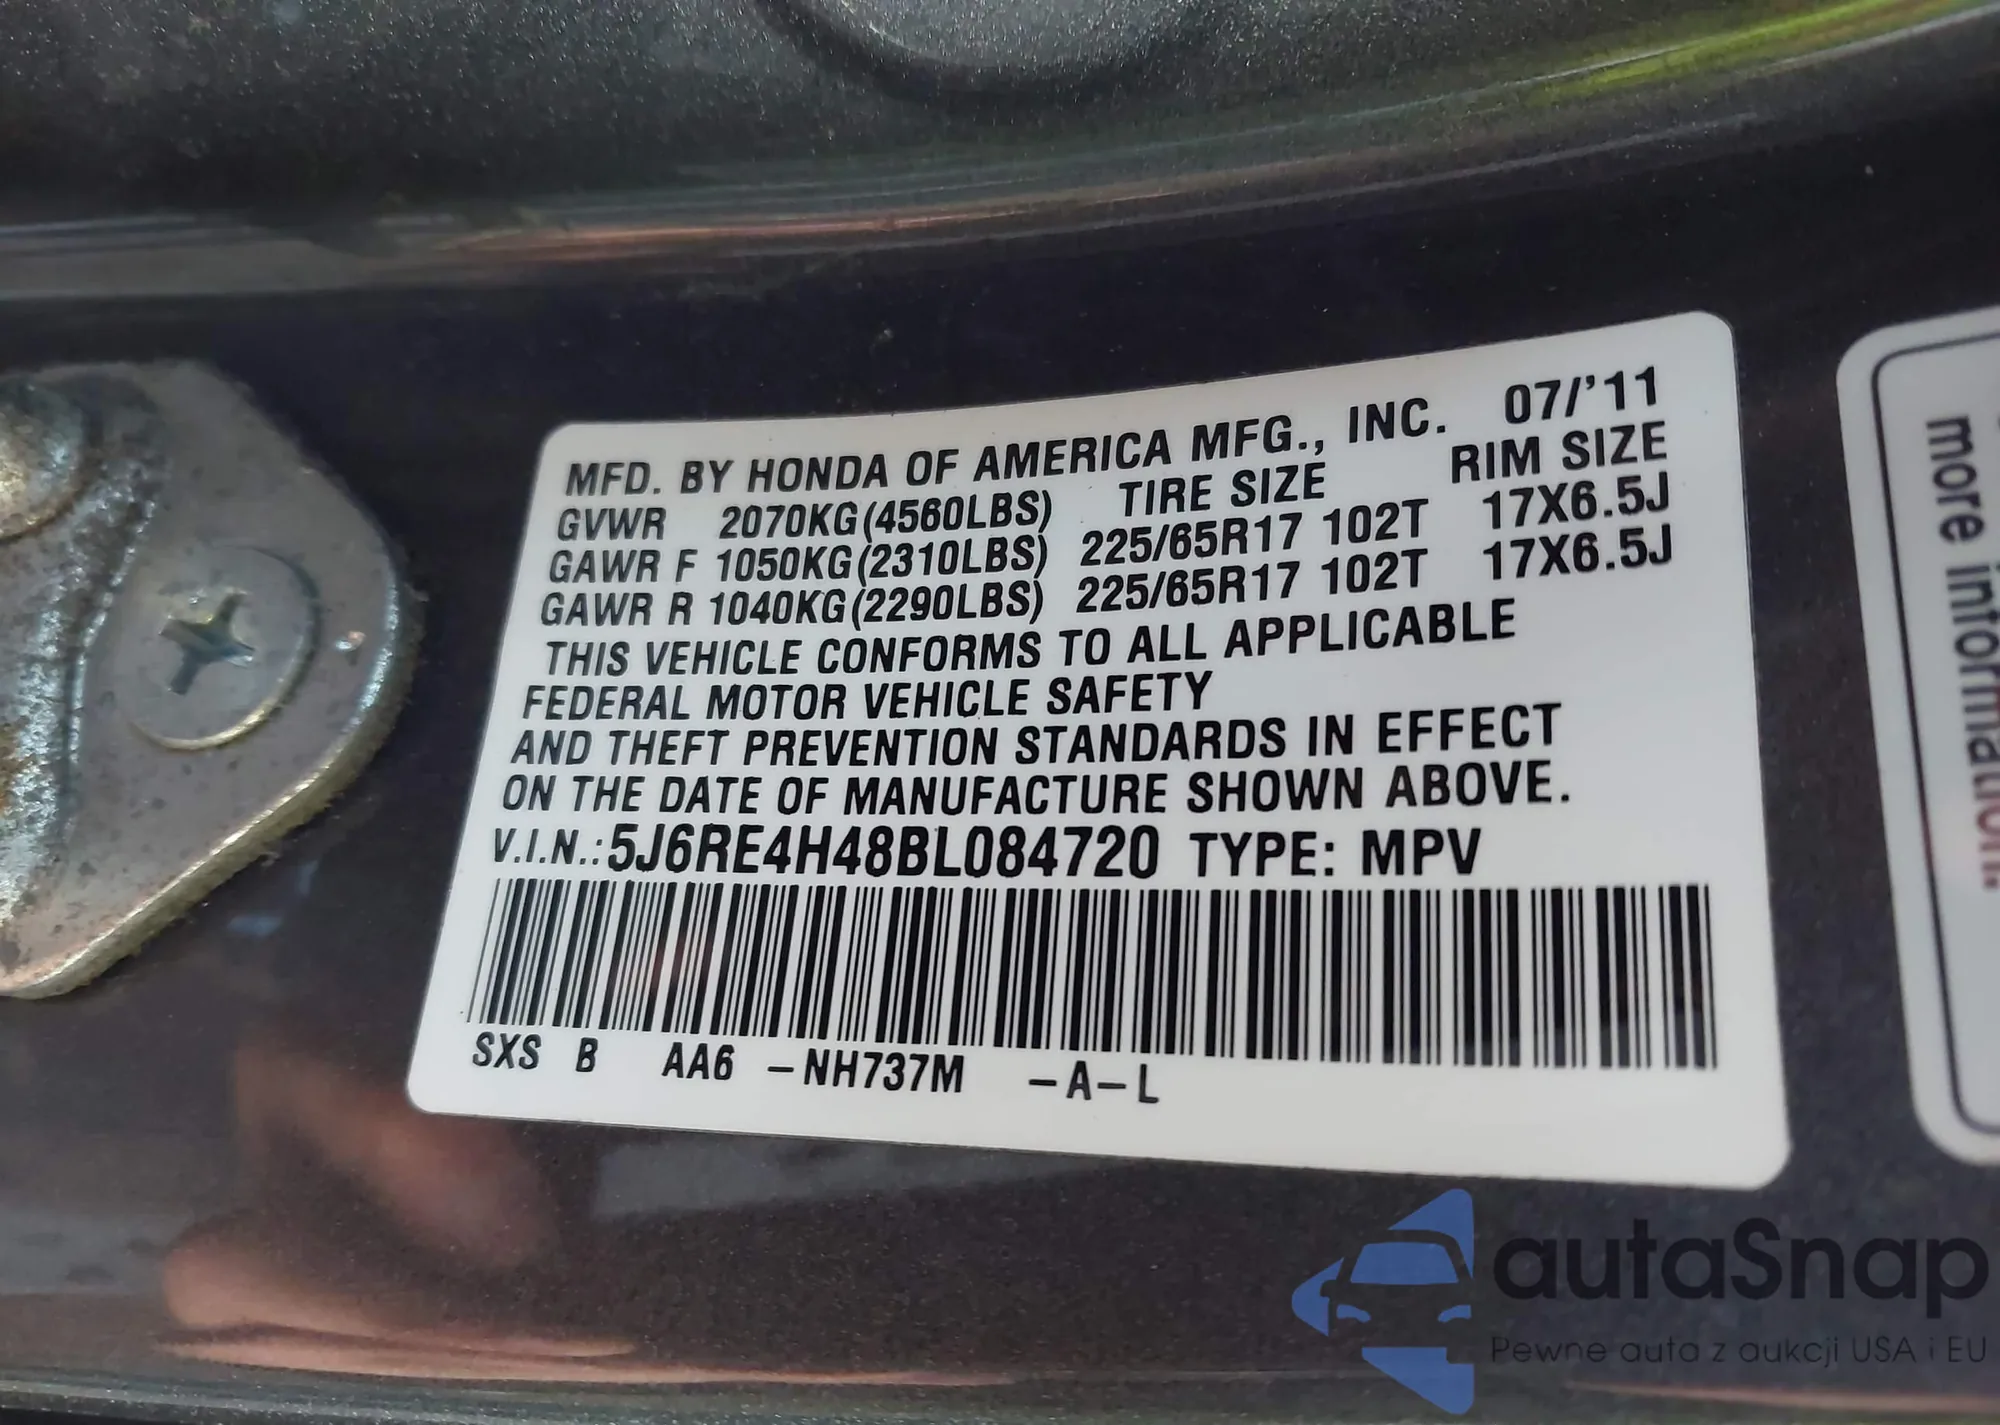 MFD. BY HONDA OF AMERICA MFG., INC. 07/'11
GVWR 2070KG(4560LBS) TIRE SIZE RIM SIZE
GAWR F 1050KG(2310LBS) 225/65R17 102T 17X6.5J
GAWR R 1040KG(2290LBS) 225/65R17 102T 17X6.5J
THIS VEHICLE CONFORMS TO ALL APPLICABLE
FEDERAL MOTOR VEHICLE SAFETY
AND THEFT PREVENTION STANDARDS IN EFFECT
ON THE DATE OF MANUFACTURE SHOWN ABOVE.
V.I.N.:5J6RE4H48BL084720 TYPE: MPV
SXS B AA6 -NH737M -A-L
more information.
autaSnap
Pewne auta z aukcji USA i EU